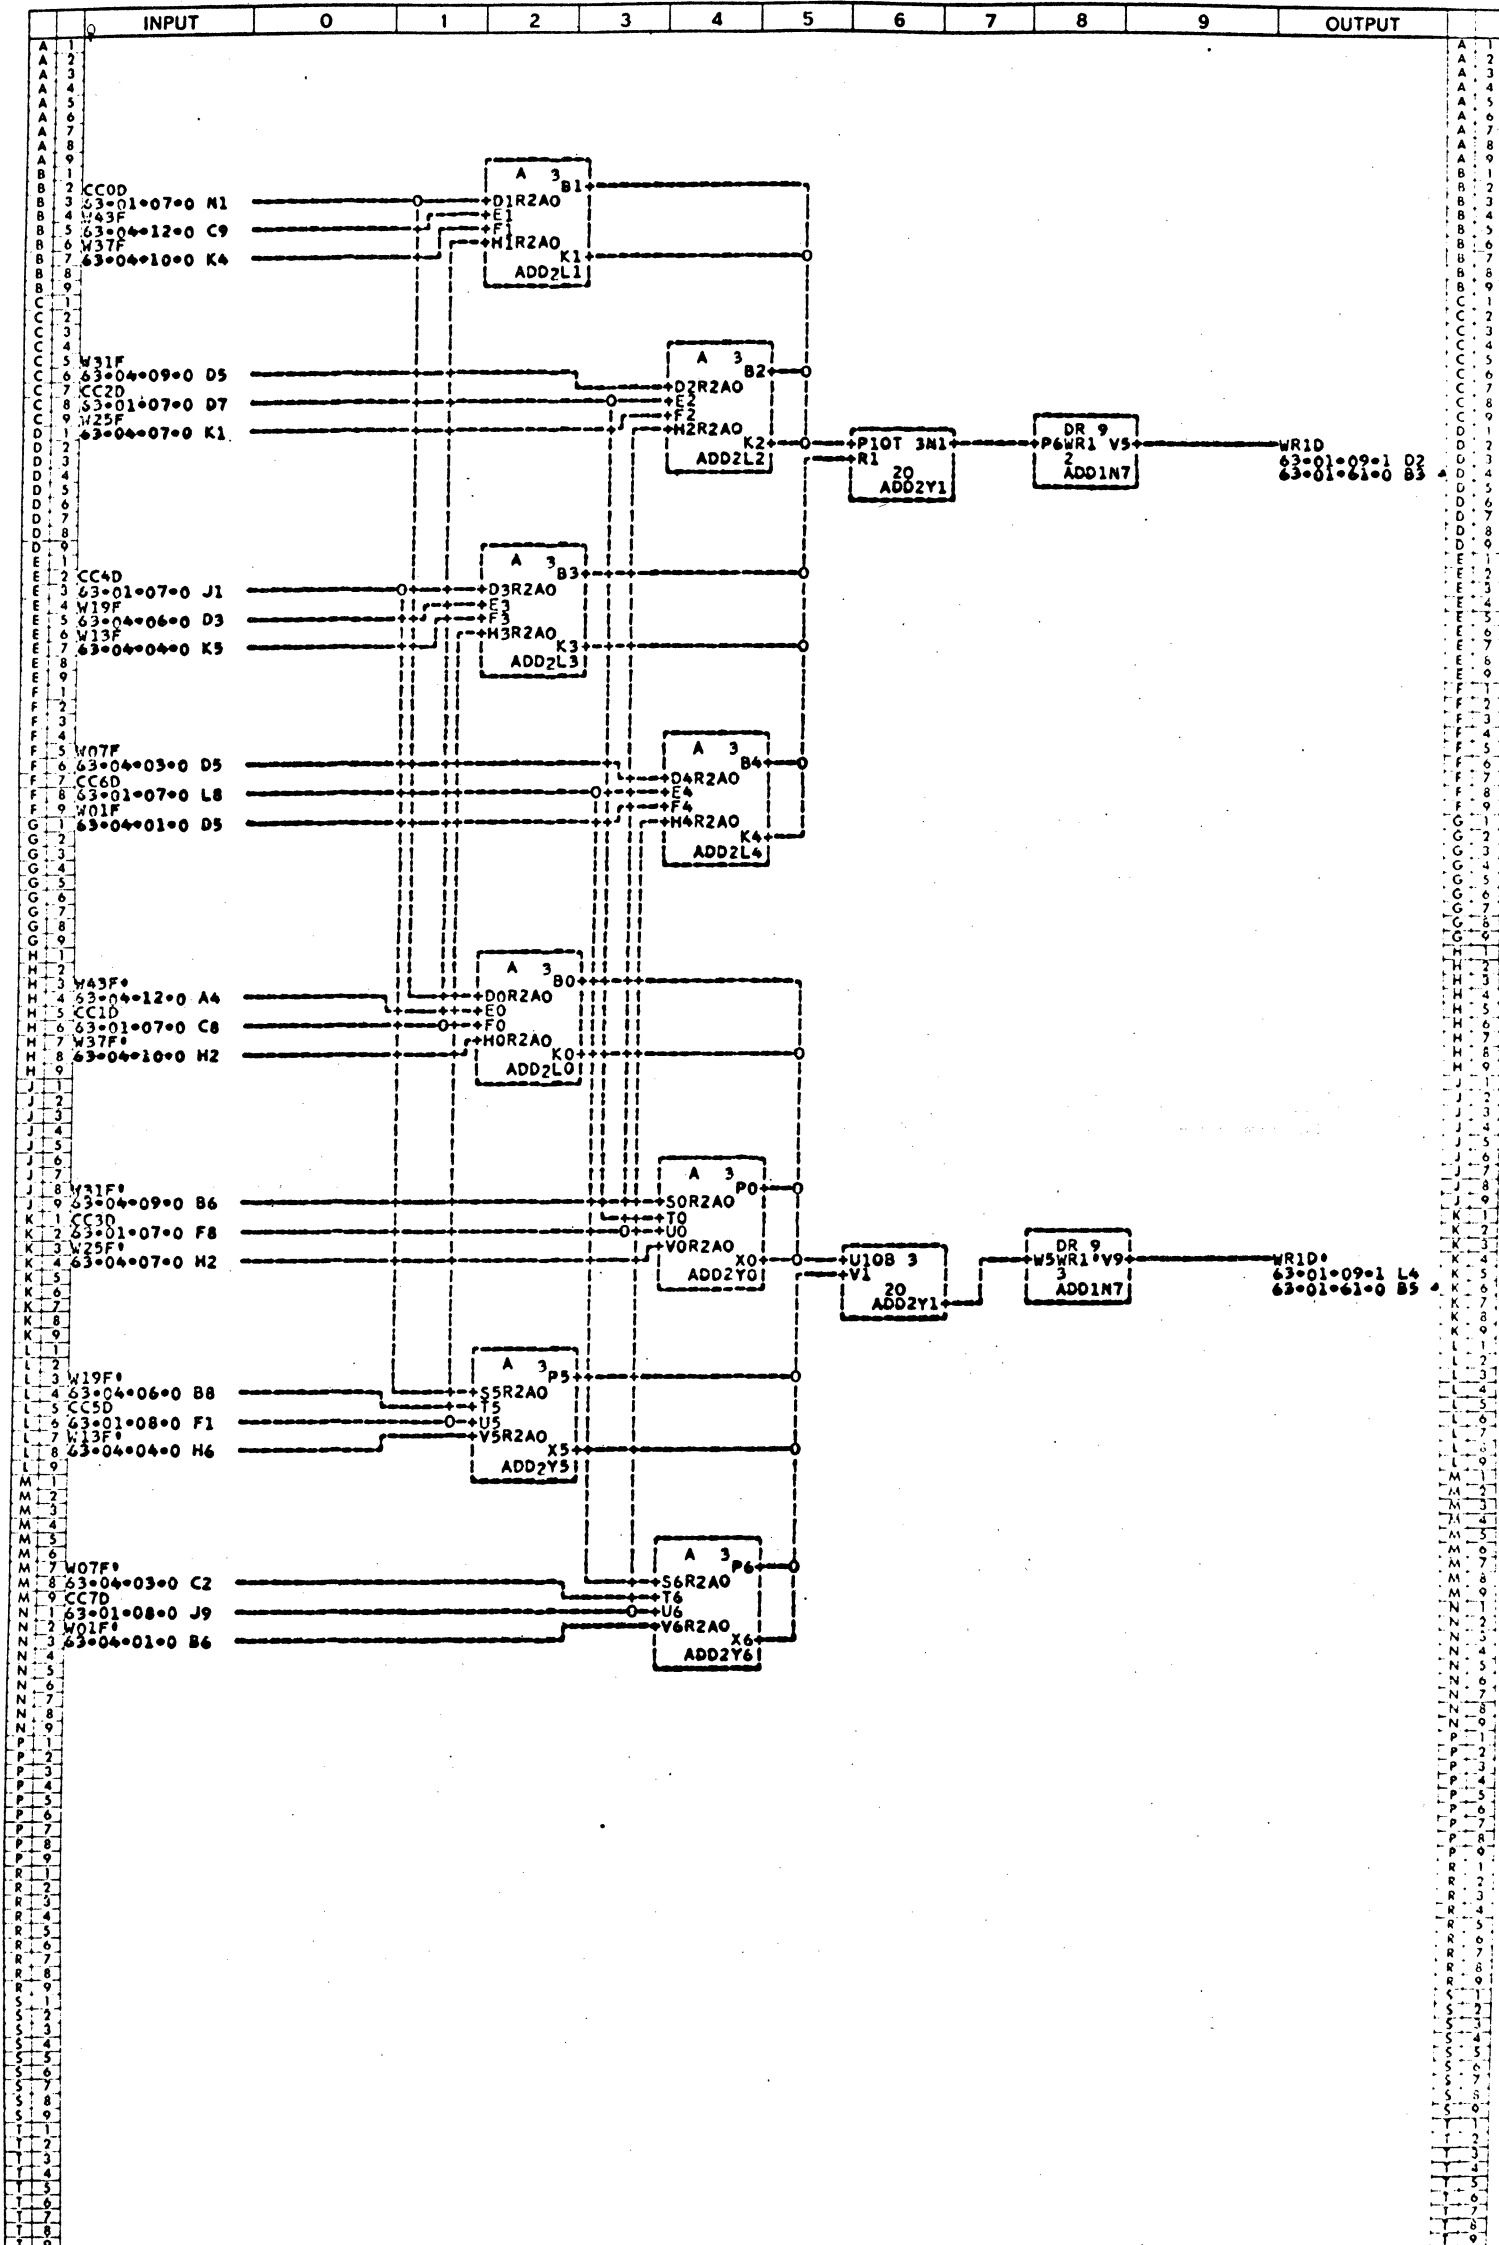 INPUT 0 1 2 3 4 5 6 7 8 9 OUTPUT
A 3
B1
CC0D
63•01•07•0 N1
D1R2A0
W43F
E1
63•04•12•0 C9
F1
W37F
H1R2A0
63•04•10•0 K4
K1
ADD2L1
A 3
W31F
B2
63•04•09•0 D5
D2R2A0
CC2D
63•01•07•0 D7
E2
W25F
F2
63•04•07•0 K1
H2R2A0
K2
ADD2L2
P1OT 3N1
R1
20
ADD2Y1
DR 9
P6WR1 V5
2
ADD1N7
WR1D
63•01•09•1 D2
63•01•61•0 B3
A 3
B3
CC4D
63•01•07•0 J1
D3R2A0
W19F
E3
63•04•06•0 D3
F3
W13F
H3R2A0
63•04•04•0 K5
K3
ADD2L3
A 3
W07F
B4
63•04•03•0 D5
D4R2A0
CC6D
63•01•07•0 L8
E4
W01F
F4
63•04•01•0 D5
H4R2A0
K4
ADD2L4
A 3
B0
W43F'
63•04•12•0 A4
D0R2A0
CC1D
E0
63•01•07•0 C8
F0
W37F'
H0R2A0
63•04•10•0 H2
K0
ADD2L0
A 3
W31F'
P0
63•04•09•0 B6
S0R2A0
CC3D
T0
63•01•07•0 F8
U0
W25F'
V0R2A0
63•04•07•0 H2
X0
ADD2Y0
U1OB 3
V1
20
ADD2Y1
DR 9
W5WR1'V9
3
ADD1N7
WR1D'
63•01•09•1 L4
63•01•61•0 B5
A 3
W19F'
P5
63•04•06•0 B8
S5R2A0
CC5D
T5
63•01•08•0 F1
U5
W13F'
V5R2A0
63•04•04•0 H6
X5
ADD2Y5
A 3
W07F'
P6
63•04•03•0 C2
S6R2A0
CC7D
T6
63•01•08•0 J9
U6
W01F'
V6R2A0
63•04•01•0 B6
X6
ADD2Y6